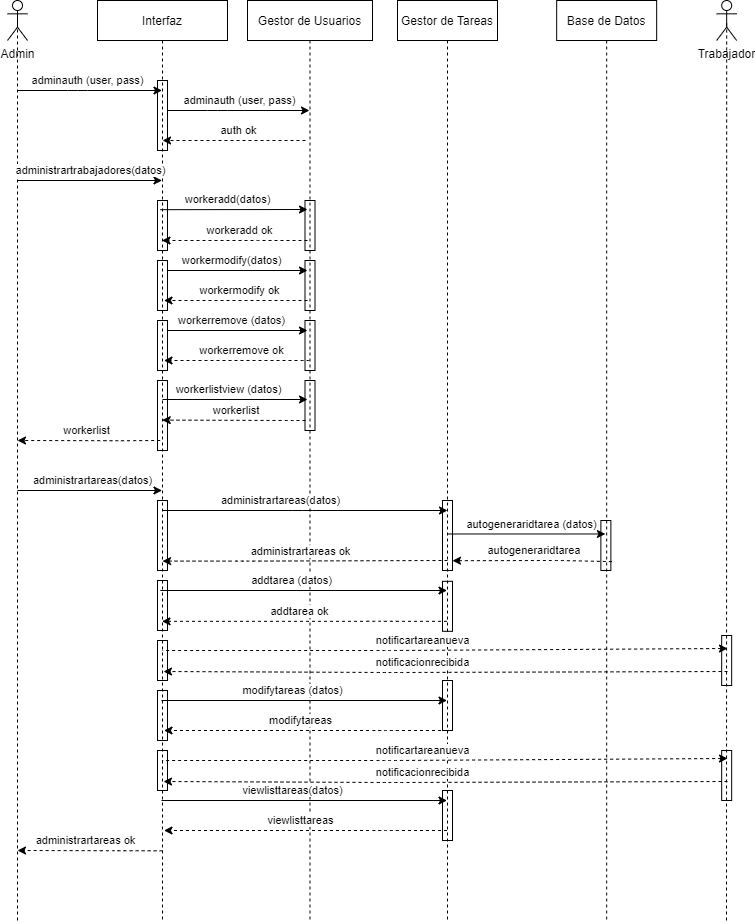 Interfaz
Gestor de Usuarios
Gestor de Tareas
Base de Datos
Admin
Trabajador
adminauth (user, pass)
adminauth (user, pass)
auth ok
administrartrabajadores(datos)
workeradd(datos)
workeradd ok
workermodify(datos)
workermodify ok
workerremove (datos)
workerremove ok
workerlistview (datos)
workerlist
workerlist
administrartareas(datos)
administrartareas(datos)
autogeneraridtarea (datos)
administrartareas ok
autogeneraridtarea
addtarea (datos)
addtarea ok
notificartareanueva
notificacionrecibida
modifytareas (datos)
modifytareas
notificartareanueva
notificacionrecibida
viewlisttareas(datos)
viewlisttareas
administrartareas ok